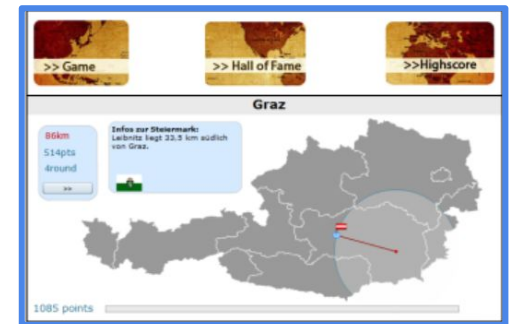 >> Game
>> Hall of Fame
>>Highscore
Graz
86km
514pts
4round
>>
Infos zur Steiermark:
Leibnitz liegt 33,5 km südlich
von Graz.
1085 points